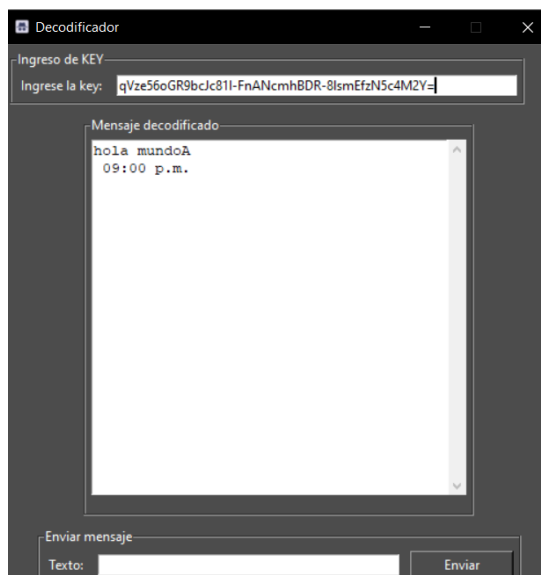 Decodificador
Ingreso de KEY
Ingrese la key: qVze56oGR9bcJc81I-FnANcmhBDR-8IsmEfzN5c4M2Y=
Mensaje decodificado
hola mundoA
09:00 p.m.
Enviar mensaje
Texto: Enviar